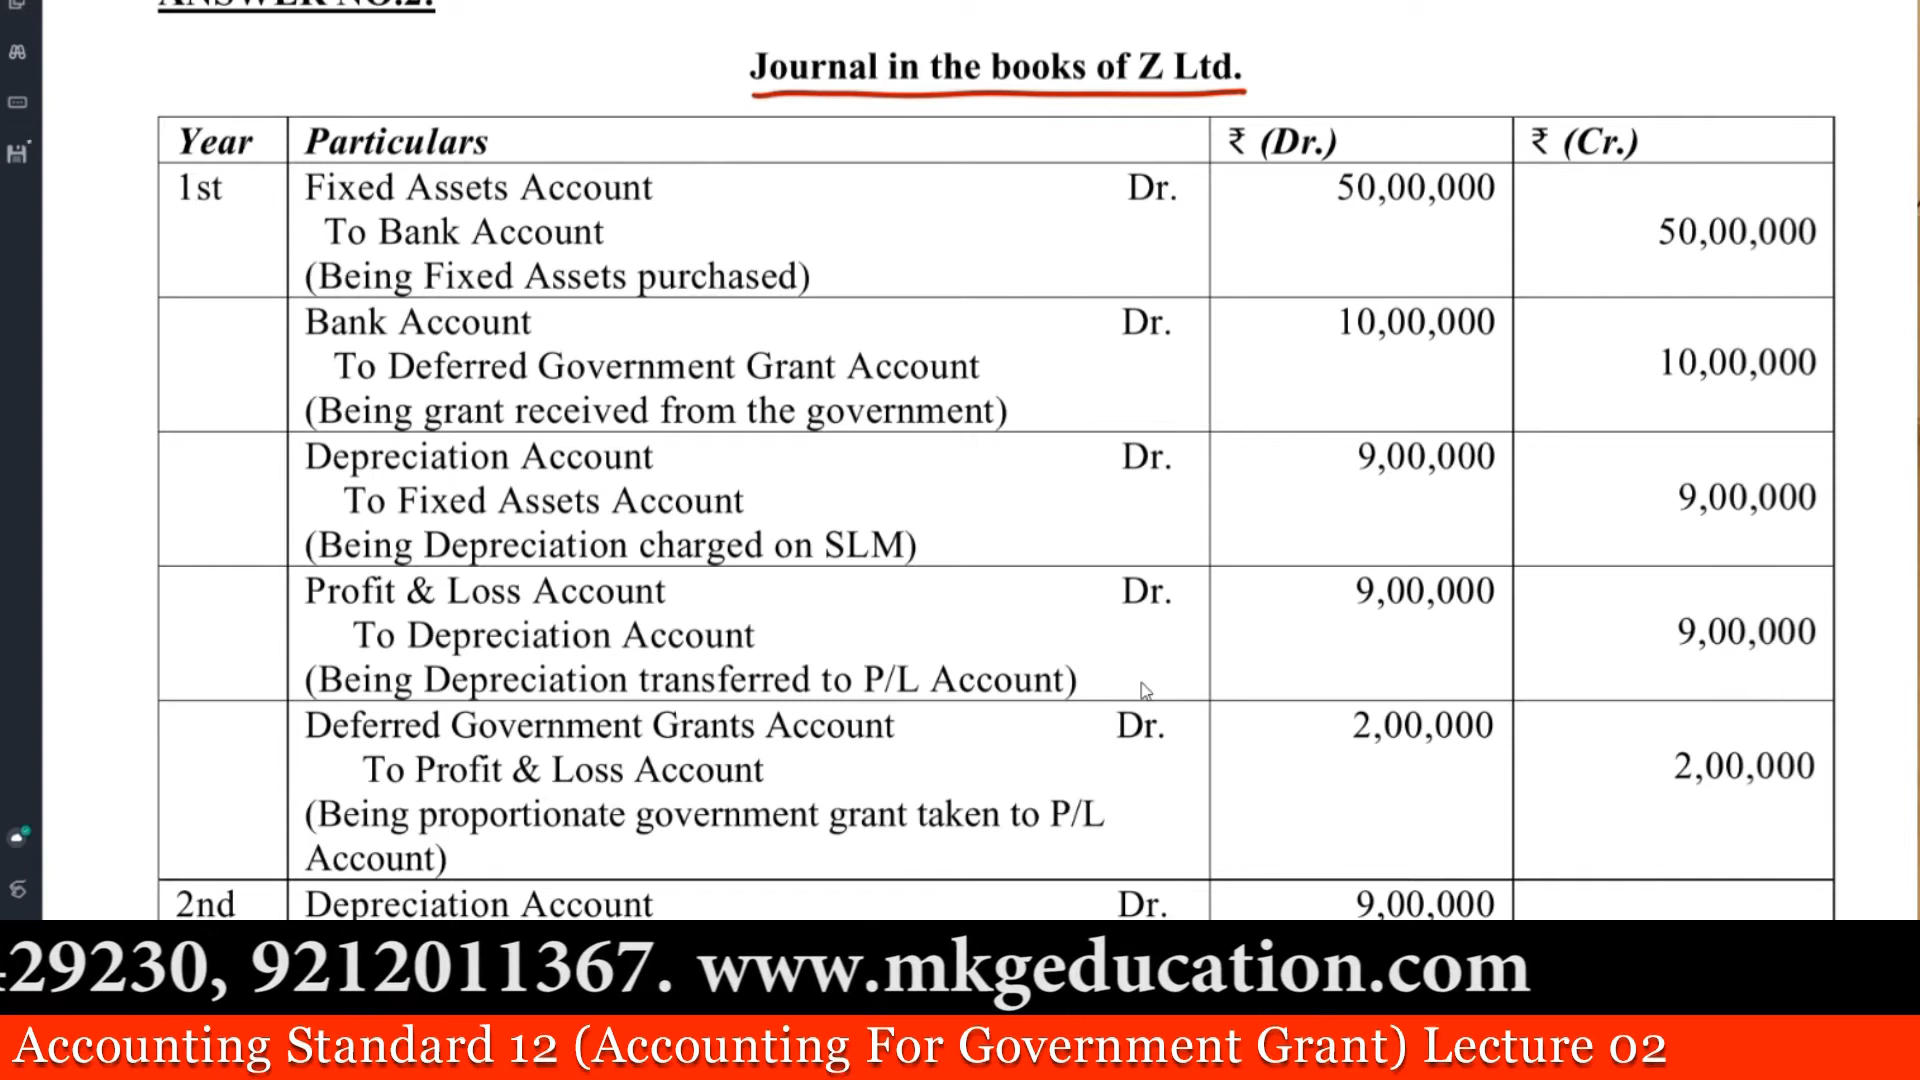 ANSWER NO.2:
Journal in the books of Z Ltd.
Year Particulars ₹ (Dr.) ₹ (Cr.)
1st Fixed Assets Account Dr. 50,00,000
To Bank Account 50,00,000
(Being Fixed Assets purchased)
Bank Account Dr. 10,00,000
To Deferred Government Grant Account 10,00,000
(Being grant received from the government)
Depreciation Account Dr. 9,00,000
To Fixed Assets Account 9,00,000
(Being Depreciation charged on SLM)
Profit & Loss Account Dr. 9,00,000
To Depreciation Account 9,00,000
(Being Depreciation transferred to P/L Account)
Deferred Government Grants Account Dr. 2,00,000
To Profit & Loss Account 2,00,000
(Being proportionate government grant taken to P/L
Account)
2nd Depreciation Account Dr. 9,00,000
29230, 9212011367. www.mkgeducation.com
Accounting Standard 12 (Accounting For Government Grant) Lecture 02